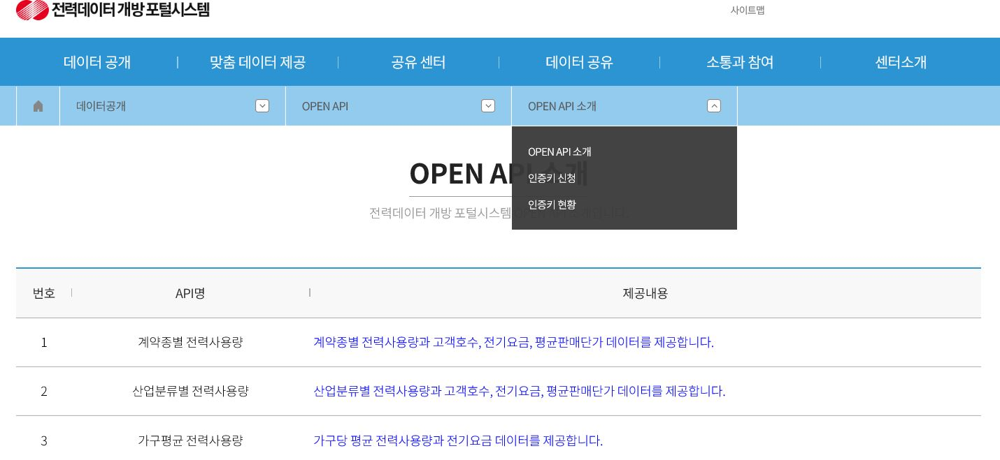 전력데이터 개방 포털시스템
사이트맵
데이터 공개
맞춤 데이터 제공
공유 센터
데이터 공유
소통과 참여
센터소개
데이터공개
OPEN API
OPEN API 소개
OPEN API 소개
인증키 신청
인증키 현황
OPEN API 소개
전력데이터 개방 포털시스템 OPEN API 소개입니다.
번호 API명 제공내용
1 계약종별 전력사용량 계약종별 전력사용량과 고객호수, 전기요금, 평균판매단가 데이터를 제공합니다.
2 산업분류별 전력사용량 산업분류별 전력사용량과 고객호수, 전기요금, 평균판매단가 데이터를 제공합니다.
3 가구평균 전력사용량 가구당 평균 전력사용량과 전기요금 데이터를 제공합니다.